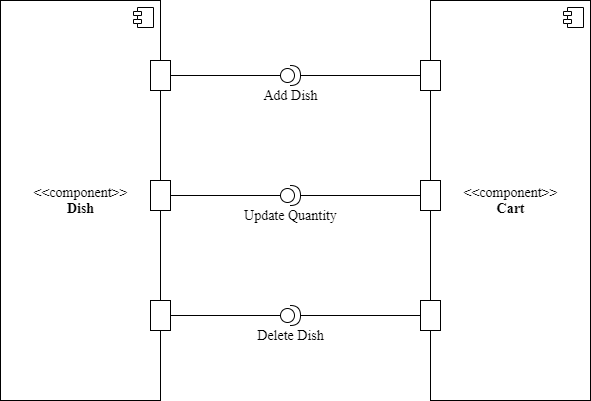 Add Dish
<<component>>
Dish
<<component>>
Cart
Update Quantity
Delete Dish